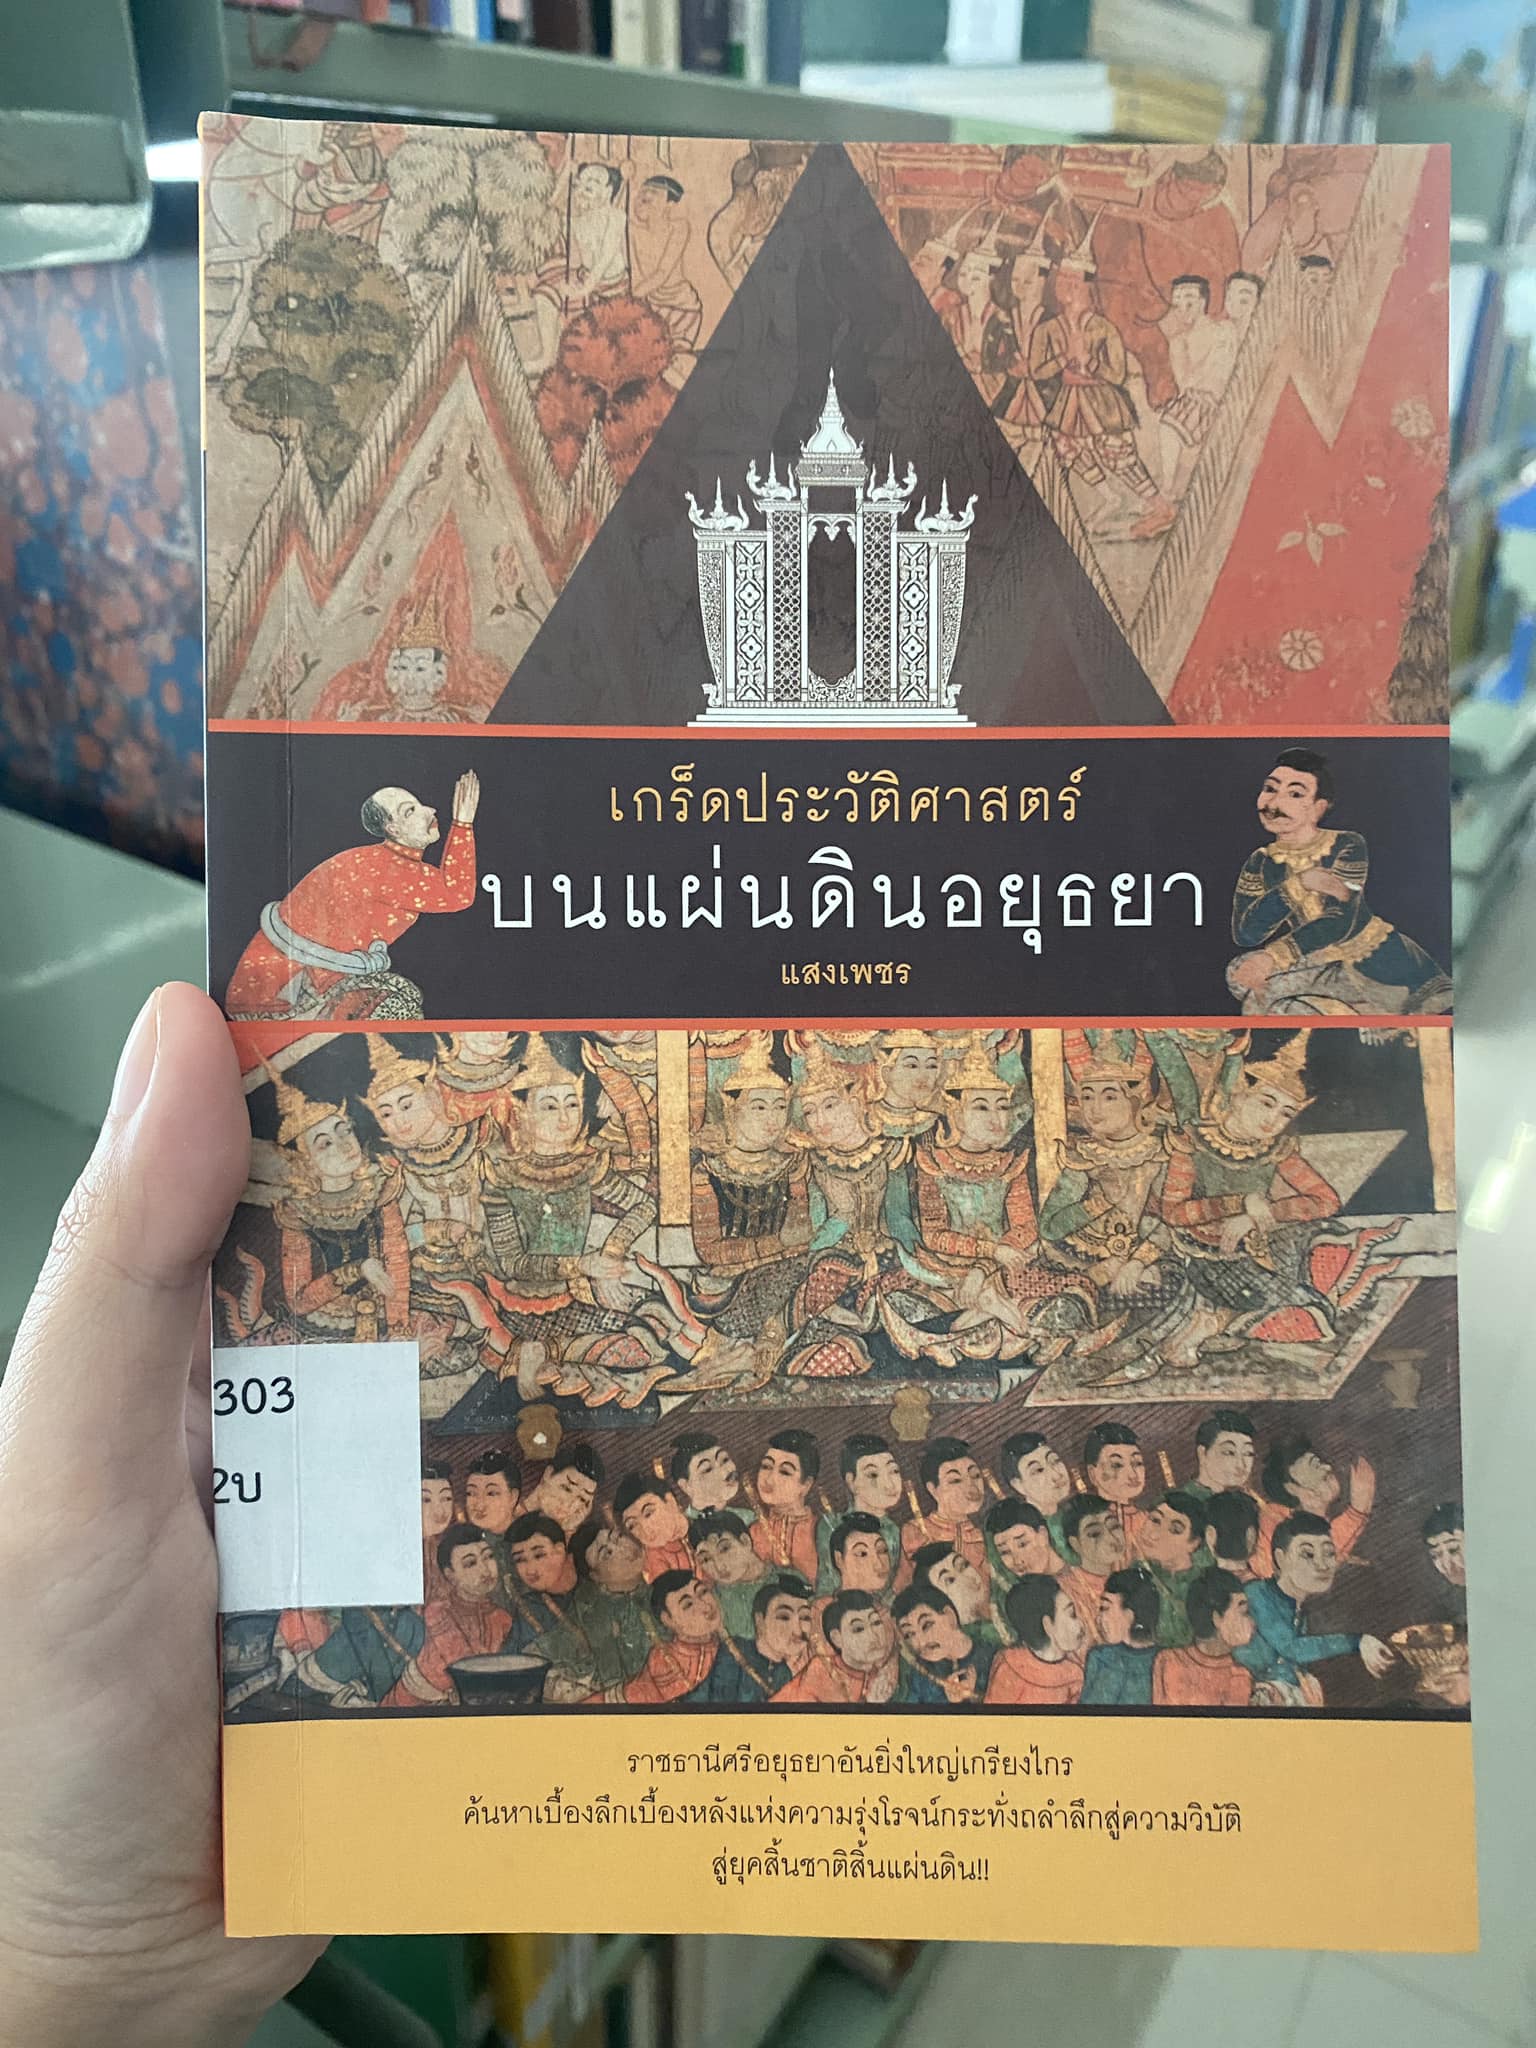 เกร็ดประวัติศาสตร์
บนแผ่นดินอยุธยา
แสงเพชร
303
2บ
ราชธานีศรีอยุธยาอันยิ่งใหญ่เกรียงไกร
ค้นหาเบื้องลึกเบื้องหลังแห่งความรุ่งโรจน์กระทั่งถลำลึกสู่ความวิบัติ
สู่ยุคสิ้นชาติสิ้นแผ่นดิน!!